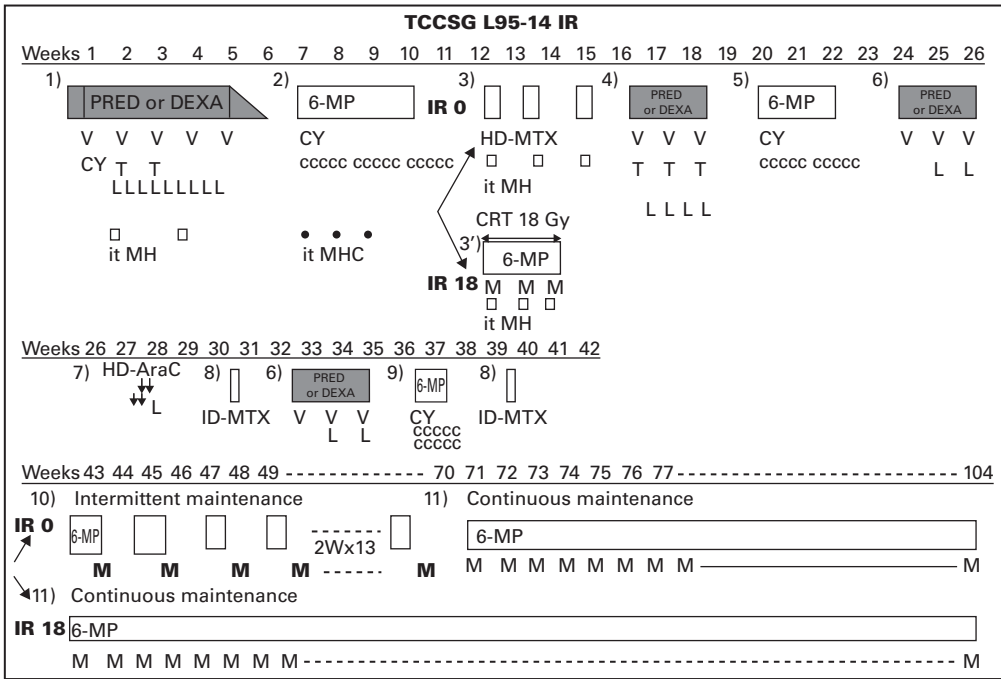 TCCSG L95-14 IR
Weeks 1 2 3 4 5 6 7 8 9 10 11 12 13 14 15 16 17 18 19 20 21 22 23 24 25 26
1) 2) 3) 4) 5) 6)
PRED or DEXA 6-MP IR 0 PRED or DEXA 6-MP PRED or DEXA
V V V V V CY HD-MTX V V V CY V V V
CY T T ccccc ccccc ccccc T T T ccccc ccccc L L
LLLLLLLLL it MH L L L L
it MH it MHC CRT 18 Gy
3')
6-MP
IR 18 M M M
it MH
Weeks 26 27 28 29 30 31 32 33 34 35 36 37 38 39 40 41 42
7) HD-AraC 8) 6) PRED or DEXA 9) 6-MP 8)
L ID-MTX V V V CY ID-MTX
L L ccccc
ccccc
Weeks 43 44 45 46 47 48 49 - - - - - - - - - - - - - 70 71 72 73 74 75 76 77 - - - - - - - - - - - - - - - - - - - - - - - - - 104
10) Intermittent maintenance 11) Continuous maintenance
IR 0 6-MP 2Wx13 6-MP
M M M M - - - - - M M M M M M M M M M
11) Continuous maintenance
IR 18 6-MP
M M M M M M M - - - - - - - - - - - - - - - - - - - - - - - - - M